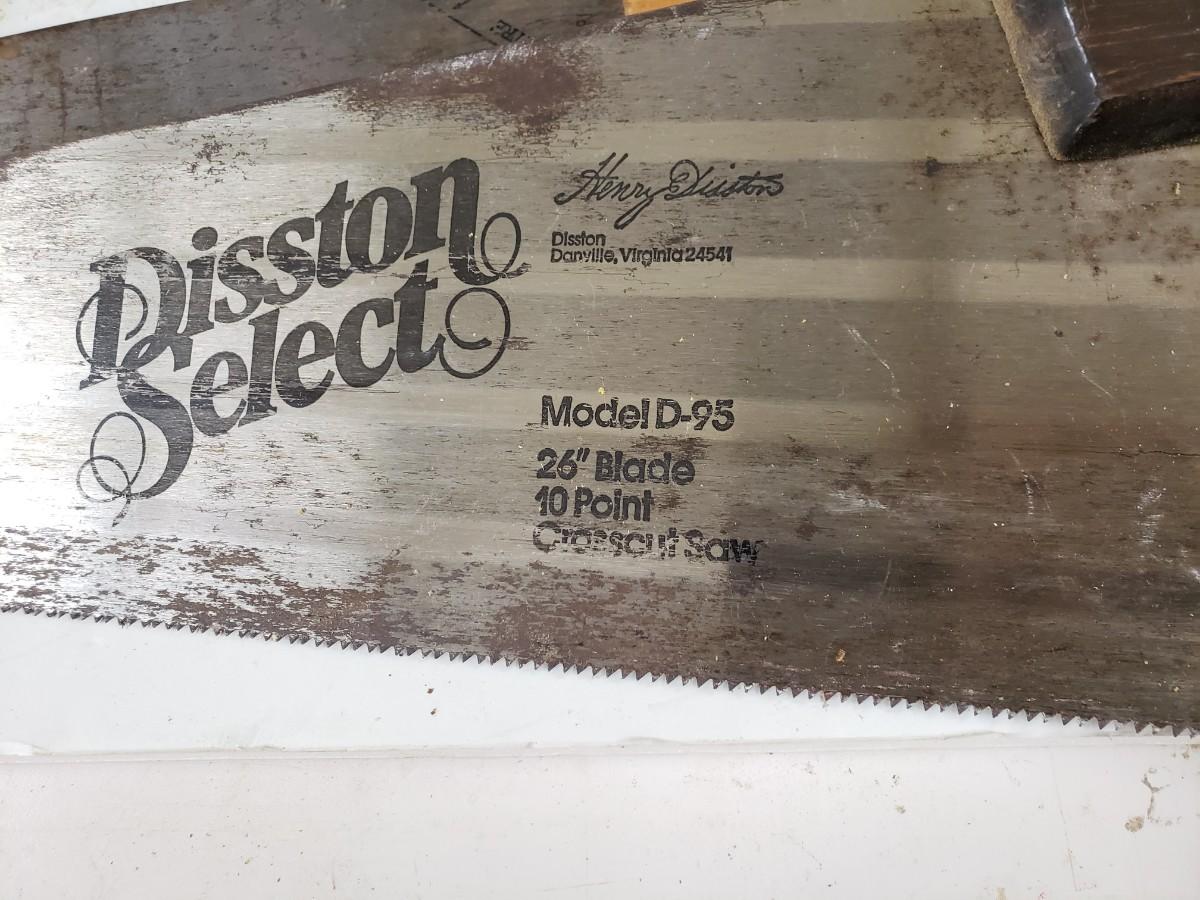 Disston
Select
Henry Disston
Disston
Danville, Virginia 24541
Model D-95
26" Blade
10 Point
Crosscut Saw